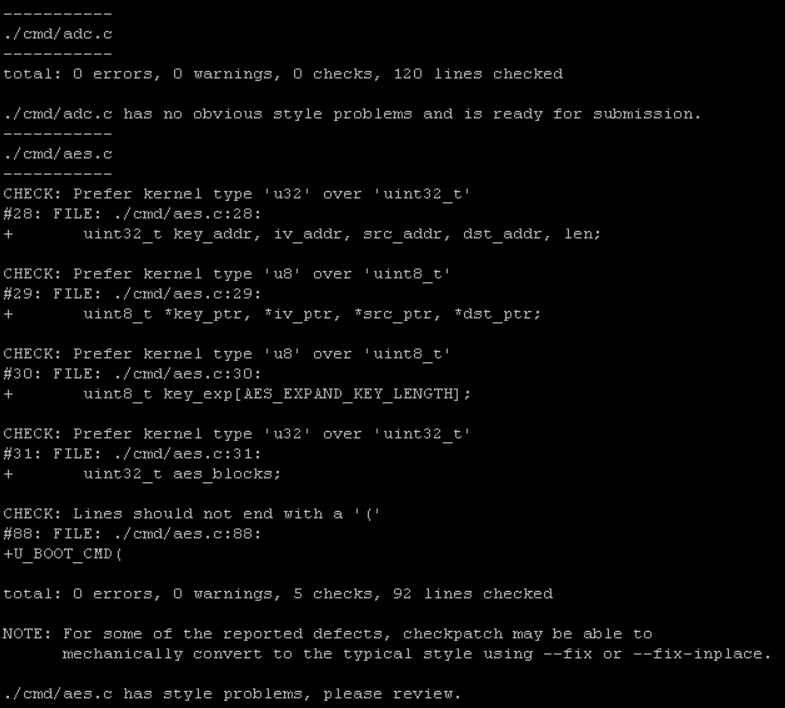 -----------
./cmd/adc.c
-----------
total: 0 errors, 0 warnings, 0 checks, 120 lines checked
./cmd/adc.c has no obvious style problems and is ready for submission.
-----------
./cmd/aes.c
-----------
CHECK: Prefer kernel type 'u32' over 'uint32_t'
#28: FILE: ./cmd/aes.c:28:
+       uint32_t key_addr, iv_addr, src_addr, dst_addr, len;
CHECK: Prefer kernel type 'u8' over 'uint8_t'
#29: FILE: ./cmd/aes.c:29:
+       uint8_t *key_ptr, *iv_ptr, *src_ptr, *dst_ptr;
CHECK: Prefer kernel type 'u8' over 'uint8_t'
#30: FILE: ./cmd/aes.c:30:
+       uint8_t key_exp[AES_EXPAND_KEY_LENGTH];
CHECK: Prefer kernel type 'u32' over 'uint32_t'
#31: FILE: ./cmd/aes.c:31:
+       uint32_t aes_blocks;
CHECK: Lines should not end with a '('
#88: FILE: ./cmd/aes.c:88:
+U_BOOT_CMD(
total: 0 errors, 0 warnings, 5 checks, 92 lines checked
NOTE: For some of the reported defects, checkpatch may be able to
      mechanically convert to the typical style using --fix or --fix-inplace.
./cmd/aes.c has style problems, please review.